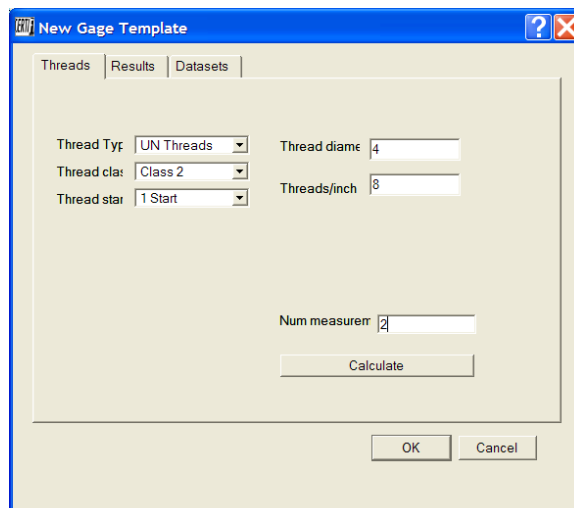 New Gage Template
Threads Results Datasets
Thread Typ UN Threads
Thread diame 4
Thread clas Class 2
Threads/inch 8
Thread star 1 Start
Num measurem 2
Calculate
OK Cancel